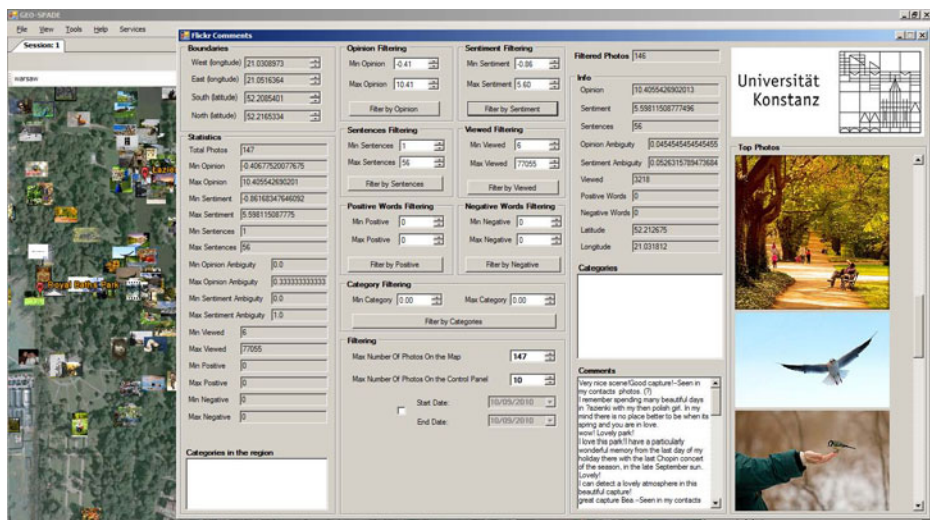 GEO-SPADE
File View Tools Help Services
Session: 1
warsaw
Royal Baths Park
Flickr Comments
Boundaries
West (longitude) 21.0308973
East (longitude) 21.0516364
South (latitude) 52.2085401
North (latitude) 52.2165334
Statistics
Total Photos 147
Min Opinion -0.40677520077675
Max Opinion 10.405542690201
Min Sentiment -0.86168347646092
Max Sentiment 5.598115087775
Min Sentences 1
Max Sentences 56
Min Opinion Ambiguity 0.0
Max Opinion Ambiguity 0.333333333333
Min Sentiment Ambiguity 0.0
Max Sentiment Ambiguity 1.0
Min Viewed 6
Max Viewed 77055
Min Positive 0
Max Positive 0
Min Negative 0
Max Negative 0
Categories in the region
Opinion Filtering
Min Opinion -0.41
Max Opinion 10.41
Filter by Opinion
Sentiment Filtering
Min Sentiment -0.86
Max Sentiment 5.60
Filter by Sentiment
Sentences Filtering
Min Sentences 1
Max Sentences 56
Filter by Sentences
Viewed Filtering
Min Viewed 6
Max Viewed 77055
Filter by Viewed
Positive Words Filtering
Min Positive 0
Max Positive 0
Filter by Positive
Negative Words Filtering
Min Negative 0
Max Negative 0
Filter by Negative
Category Filtering
Min Category 0.00 Max Category 0.00
Filter by Categories
Filtering
Max Number Of Photos On the Map 147
Max Number Of Photos On the Control Panel 10
Start Date: 10/09/2010
End Date: 10/09/2010
Filtered Photos 146
Info
Opinion 10.4055426902013
Sentiment 5.59811508777496
Sentences 56
Opinion Ambiguity 0.0454545454545455
Sentiment Ambiguity 0.0526315789473684
Viewed 3218
Positive Words 0
Negative Words 0
Latitude 52.212675
Longitude 21.031812
Categories
Comments
Very nice scene!Good capture!--Seen in
my contacts photos. (?)
I remember spending many beautiful days
in ?azienki with my then polish girl. In my
mind there is no place better to be when its
spring and you are in love.
wow! Lovely park!
I love this park!I have a particularly
wonderful memory from the last day of my
holiday there with the last Chopin concert
of the season, in the late September sun.
Lovely!
I can detect a lovely atmosphere in this
beautiful capture!
great capture Bea.--Seen in my contacts
Universität
Konstanz
Top Photos